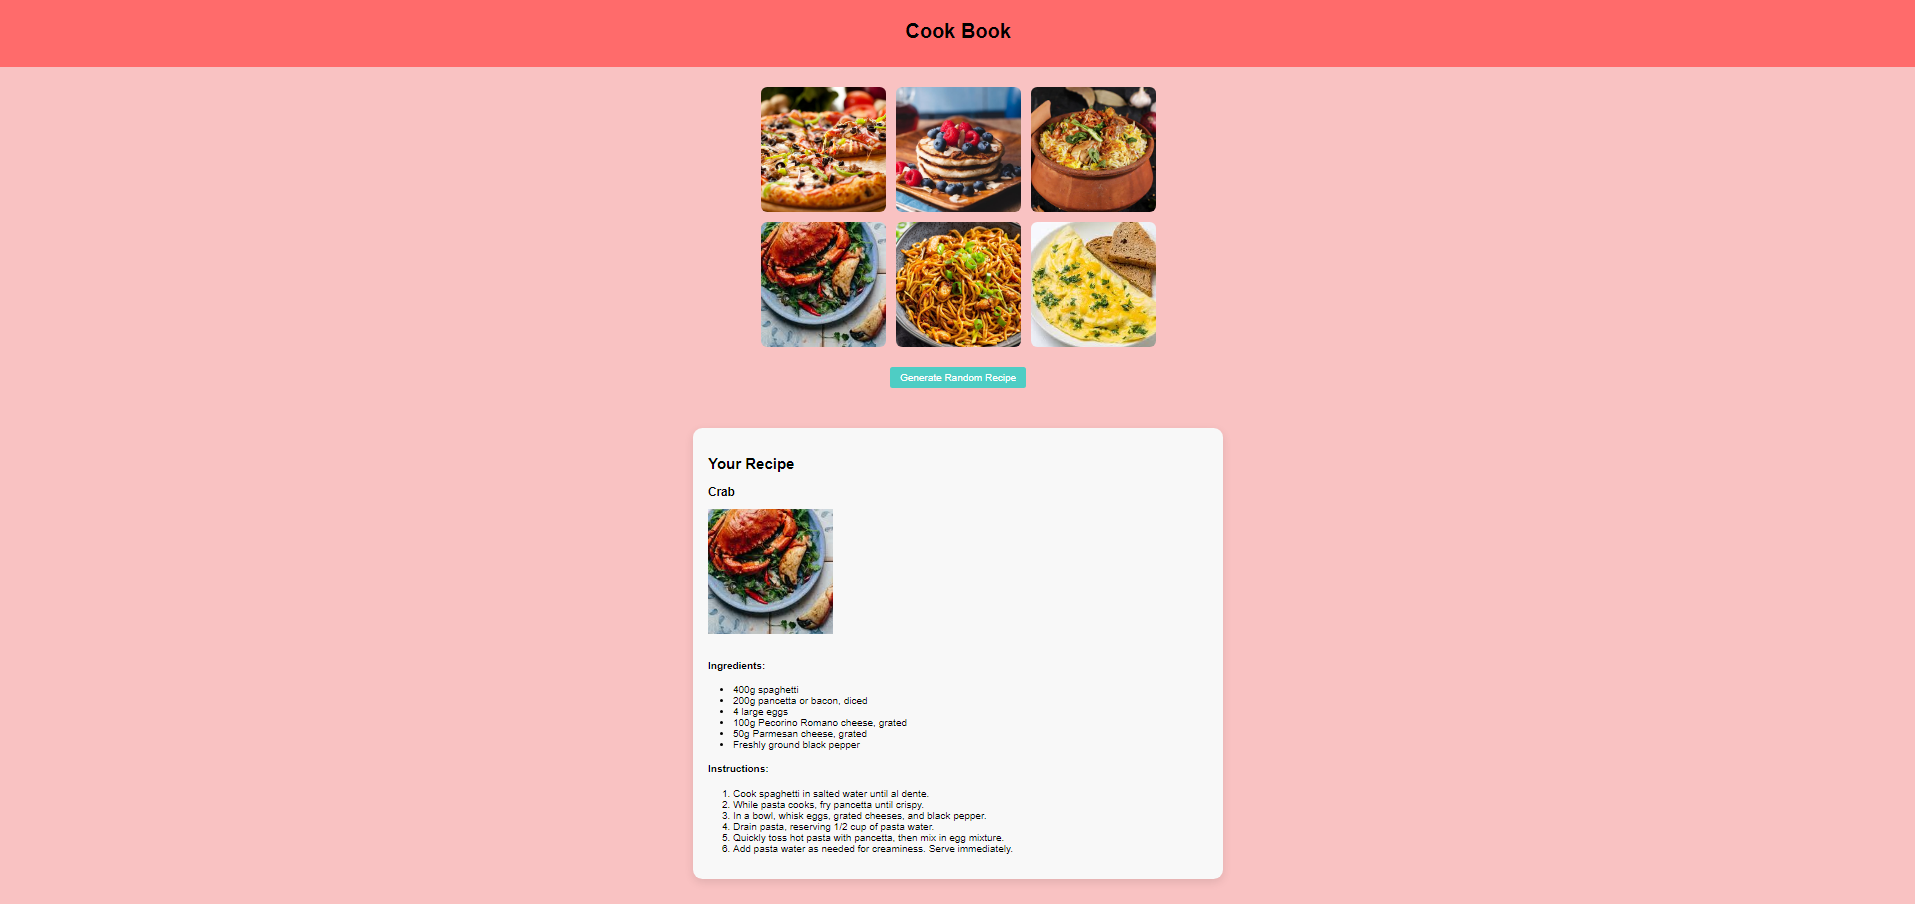 Cook Book
Generate Random Recipe
Your Recipe
Crab
Ingredients:
• 400g spaghetti
• 200g pancetta or bacon, diced
• 4 large eggs
• 100g Pecorino Romano cheese, grated
• 50g Parmesan cheese, grated
• Freshly ground black pepper
Instructions:
1. Cook spaghetti in salted water until al dente.
2. While pasta cooks, fry pancetta until crispy.
3. In a bowl, whisk eggs, grated cheeses, and black pepper.
4. Drain pasta, reserving 1/2 cup of pasta water.
5. Quickly toss hot pasta with pancetta, then mix in egg mixture.
6. Add pasta water as needed for creaminess. Serve immediately.